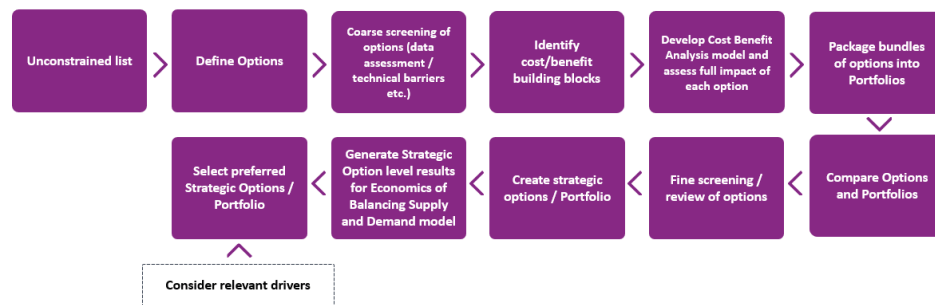 Unconstrained list
Define Options
Coarse screening of
options (data
assessment /
technical barriers
etc.)
Identify
cost/benefit
building blocks
Develop Cost Benefit
Analysis model and
assess full impact of
each option
Package bundles
of options into
Portfolios
Compare Options
and Portfolios
Fine screening /
review of options
Create strategic
options / Portfolio
Generate Strategic
Option level results
for Economics of
Balancing Supply
and Demand model
Select preferred
Strategic Options /
Portfolio
Consider relevant drivers